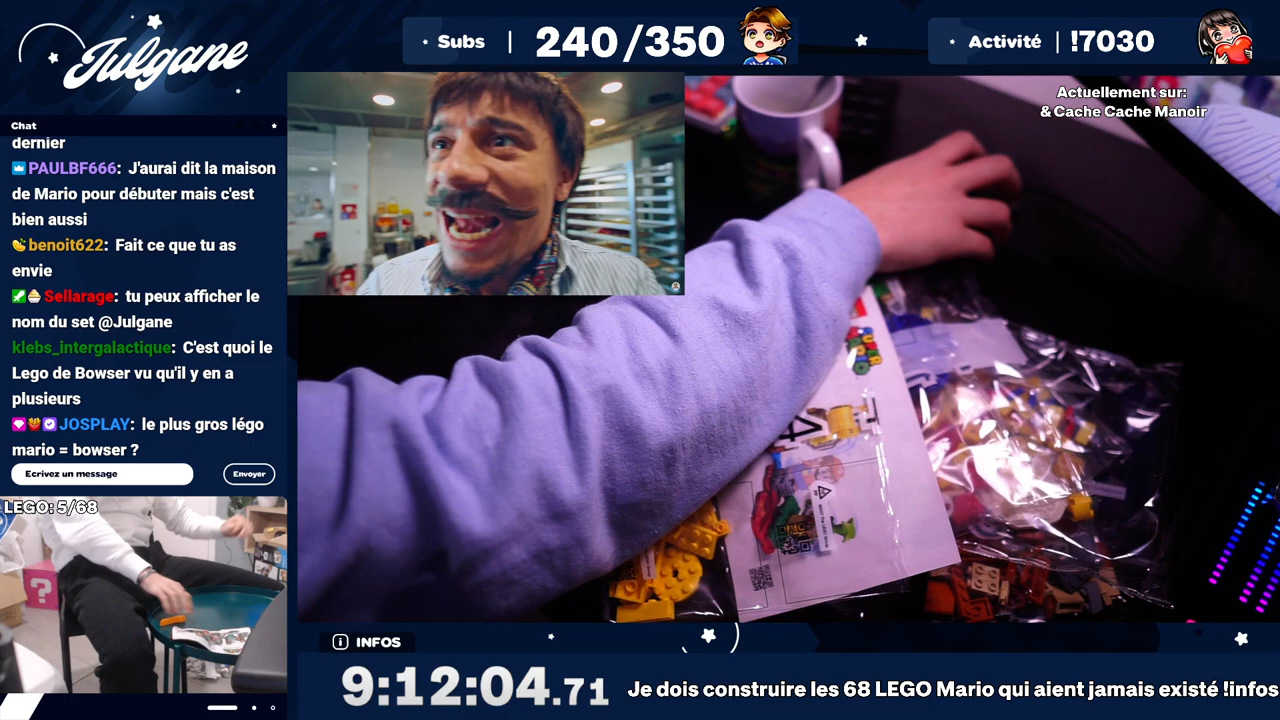 Julgane
Subs | 240/350
Activité | !7030
Actuellement sur:
& Cache Cache Manoir
Chat
dernier
PAULBF666: J'aurai dit la maison
de Mario pour débuter mais c'est
bien aussi
benoit622: Fait ce que tu as
envie
Sellarage: tu peux afficher le
nom du set @Julgane
klebs_intergalactique: C'est quoi le
Lego de Bowser vu qu'il y en a
plusieurs
JOSPLAY: le plus gros légo
mario = bowser ?
Ecrivez un message
Envoyer
LEGO: 5/68
?
4
INFOS
9:12:04.71
Je dois construire les 68 LEGO Mario qui aient jamais existé !infos